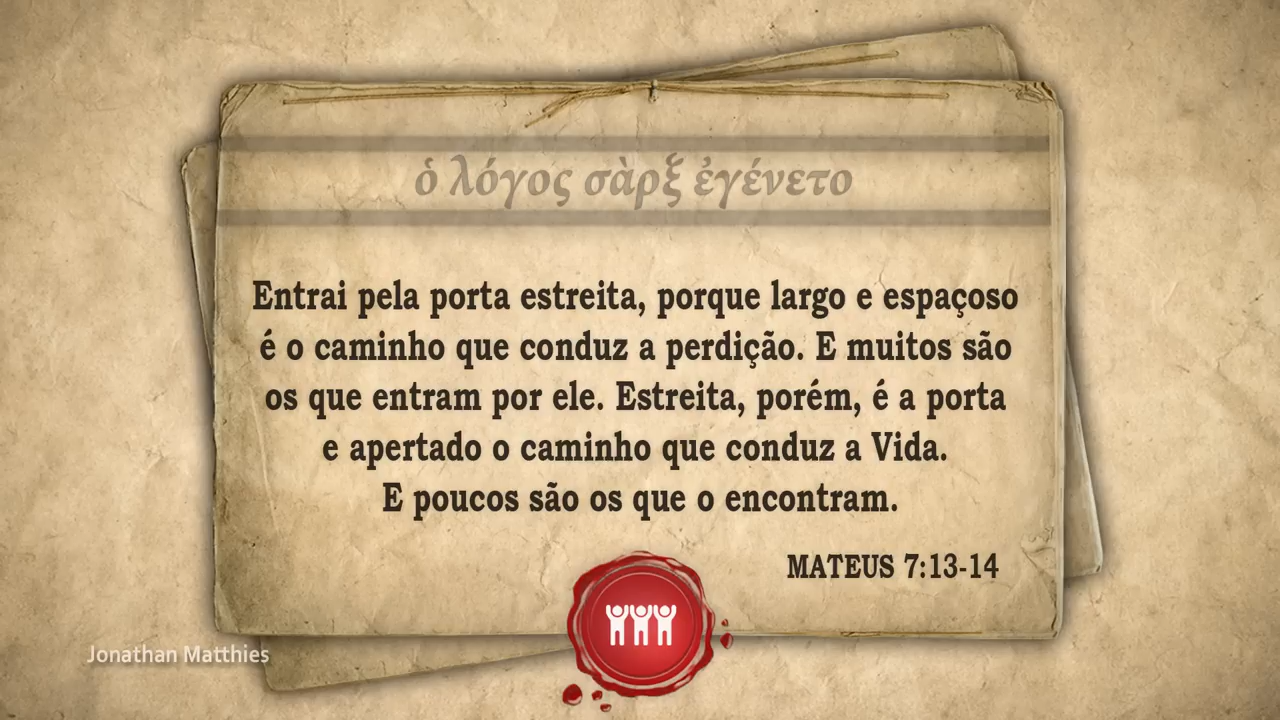 ὁ λόγος σὰρξ ἐγένετο
Entrai pela porta estreita, porque largo e espaçoso
é o caminho que conduz a perdição. E muitos são
os que entram por ele. Estreita, porém, é a porta
e apertado o caminho que conduz a Vida.
E poucos são os que o encontram.
MATEUS 7:13-14
Jonathan Matthies